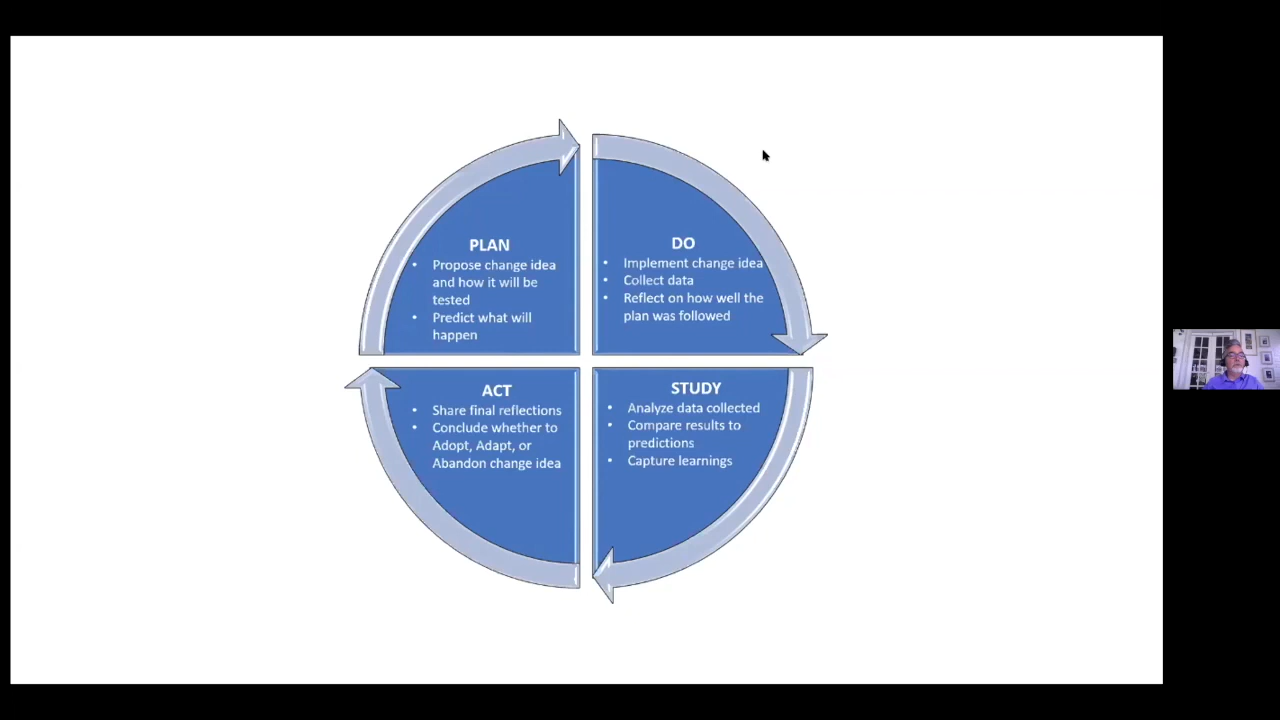 PLAN
• Propose change idea
and how it will be
tested
• Predict what will
happen
DO
• Implement change idea
• Collect data
• Reflect on how well the
plan was followed
ACT
• Share final reflections
• Conclude whether to
Adopt, Adapt, or
Abandon change idea
STUDY
• Analyze data collected
• Compare results to
predictions
• Capture learnings